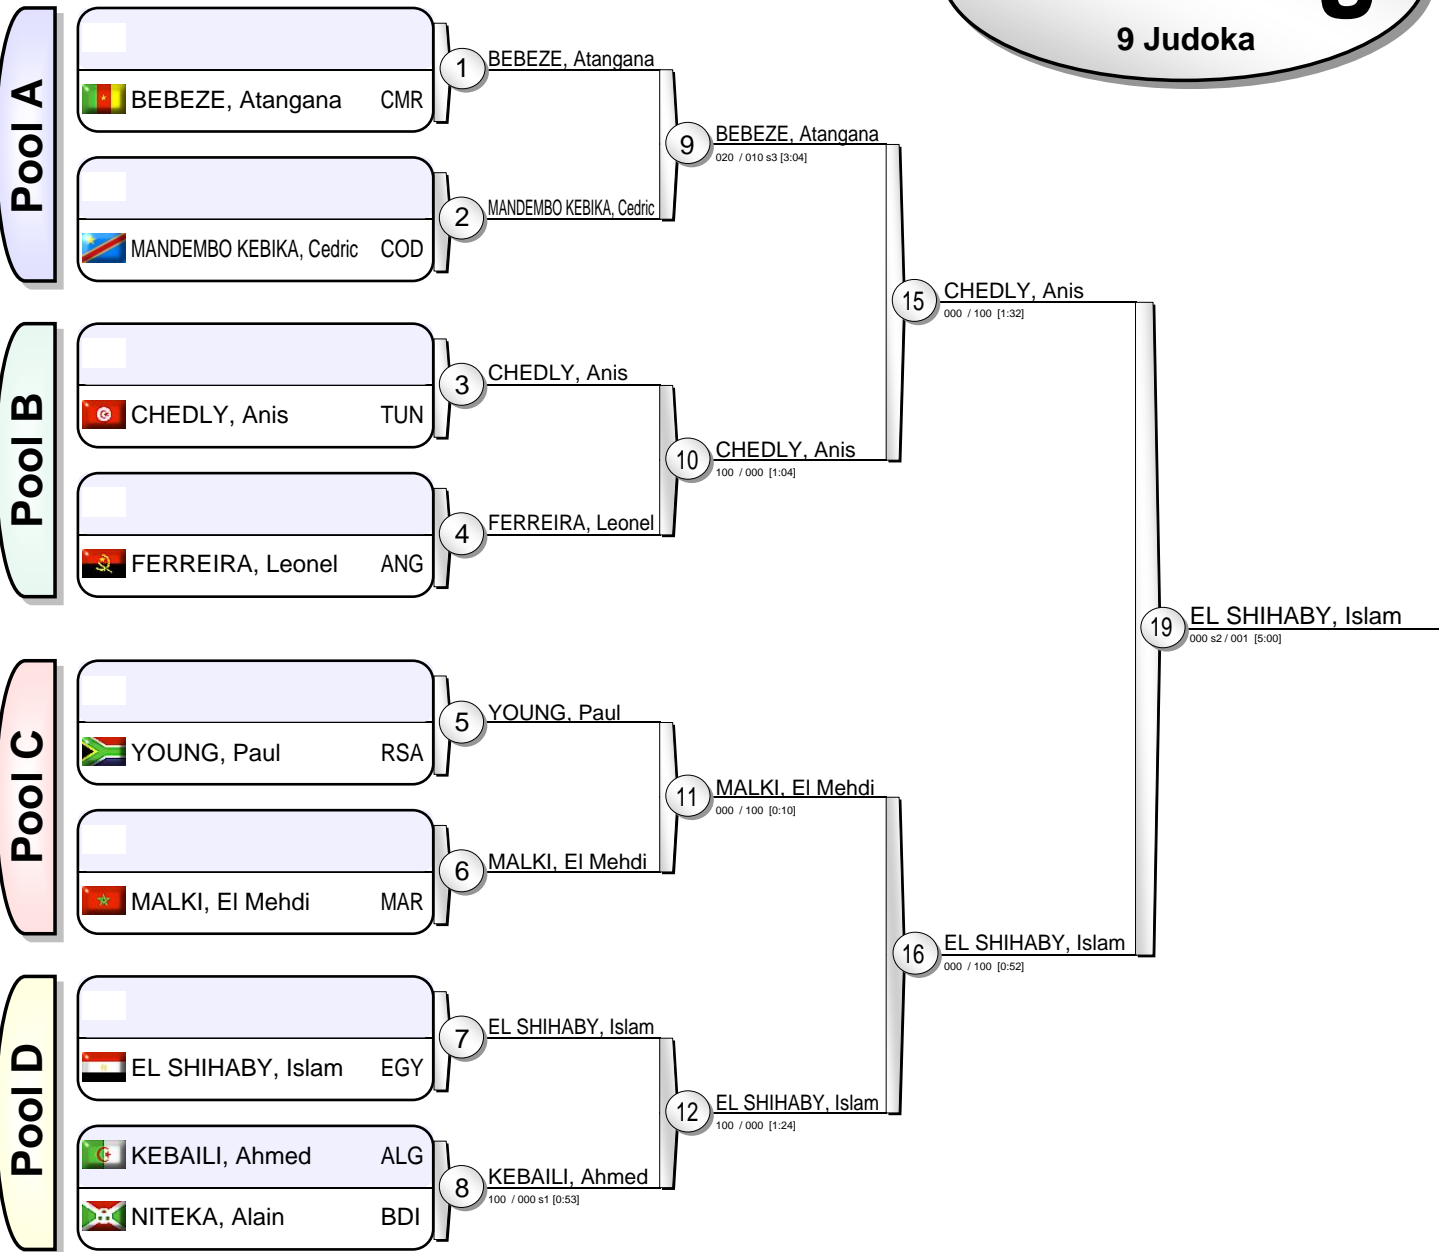 9 Judoka
Pool A
BEBEZE, Atangana CMR
MANDEMBO KEBIKA, Cedric COD
Pool B
CHEDLY, Anis TUN
FERREIRA, Leonel ANG
Pool C
YOUNG, Paul RSA
MALKI, El Mehdi MAR
Pool D
EL SHIHABY, Islam EGY
KEBAILI, Ahmed ALG
NITEKA, Alain BDI
1 BEBEZE, Atangana
2 MANDEMBO KEBIKA, Cedric
3 CHEDLY, Anis
4 FERREIRA, Leonel
5 YOUNG, Paul
6 MALKI, El Mehdi
7 EL SHIHABY, Islam
8 KEBAILI, Ahmed
100 / 000 s1 [0:53]
9 BEBEZE, Atangana
020 / 010 s3 [3:04]
10 CHEDLY, Anis
100 / 000 [1:04]
11 MALKI, El Mehdi
000 / 100 [0:10]
12 EL SHIHABY, Islam
100 / 000 [1:24]
15 CHEDLY, Anis
000 / 100 [1:32]
16 EL SHIHABY, Islam
000 / 100 [0:52]
19 EL SHIHABY, Islam
000 s2 / 001 [5:00]